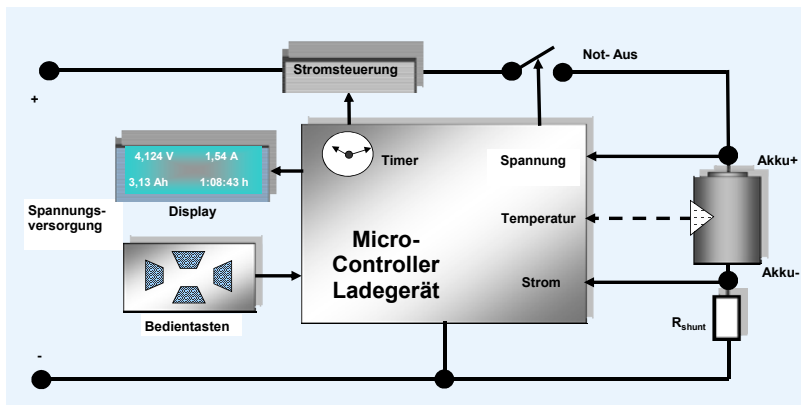 Stromsteuerung
Not- Aus
+
4,124 V 1,54 A
3,13 Ah 1:08:43 h
Timer
Spannung
Akku+
Spannungs-
versorgung
Display
Temperatur
Micro-
Controller
Ladegerät
Strom
Akku-
Bedientasten
Rshunt
-